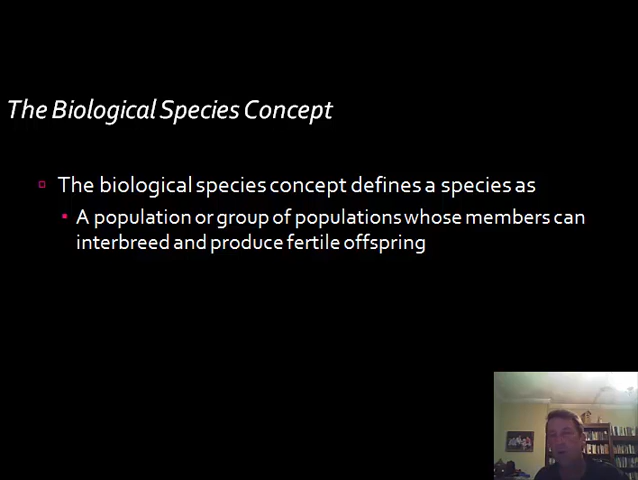 The Biological Species Concept
The biological species concept defines a species as
A population or group of populations whose members can
interbreed and produce fertile offspring